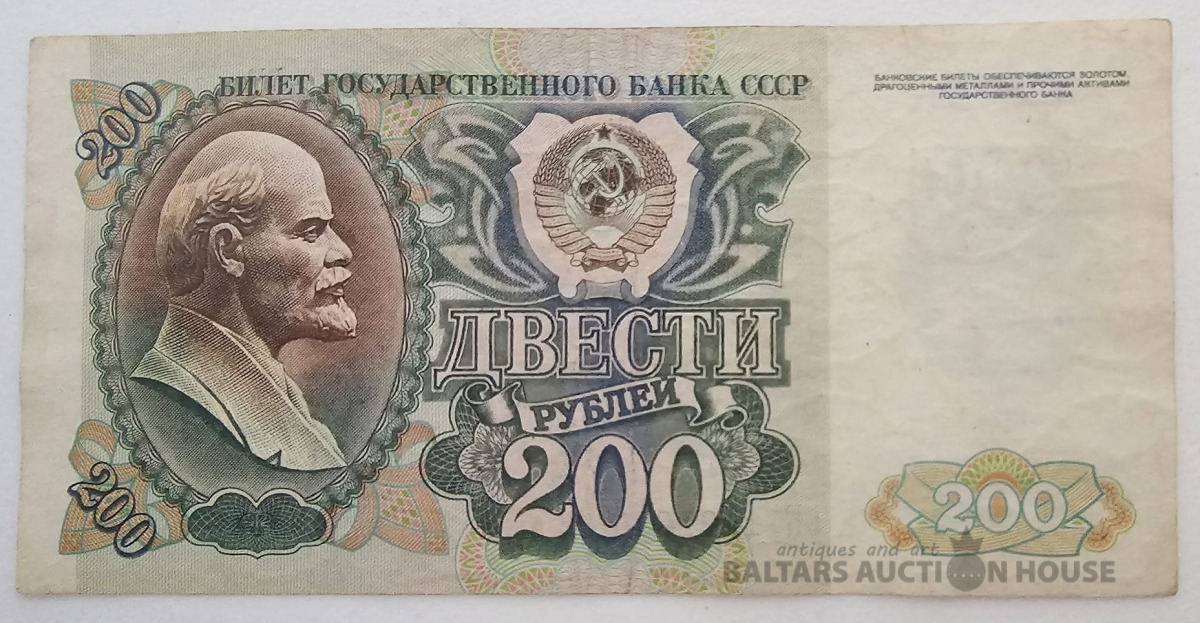 БИЛЕТ ГОСУДАРСТВЕННОГО БАНКА СССР
БАНКОВСКИЕ БИЛЕТЫ ОБЕСПЕЧИВАЮТСЯ ЗОЛОТОМ,
ДРАГОЦЕННЫМИ МЕТАЛЛАМИ И ПРОЧИМИ АКТИВАМИ
ГОСУДАРСТВЕННОГО БАНКА
200
ДВЕСТИ
РУБЛЕЙ
200
200
200
antiques and art
BALTARS AUCTION HOUSE